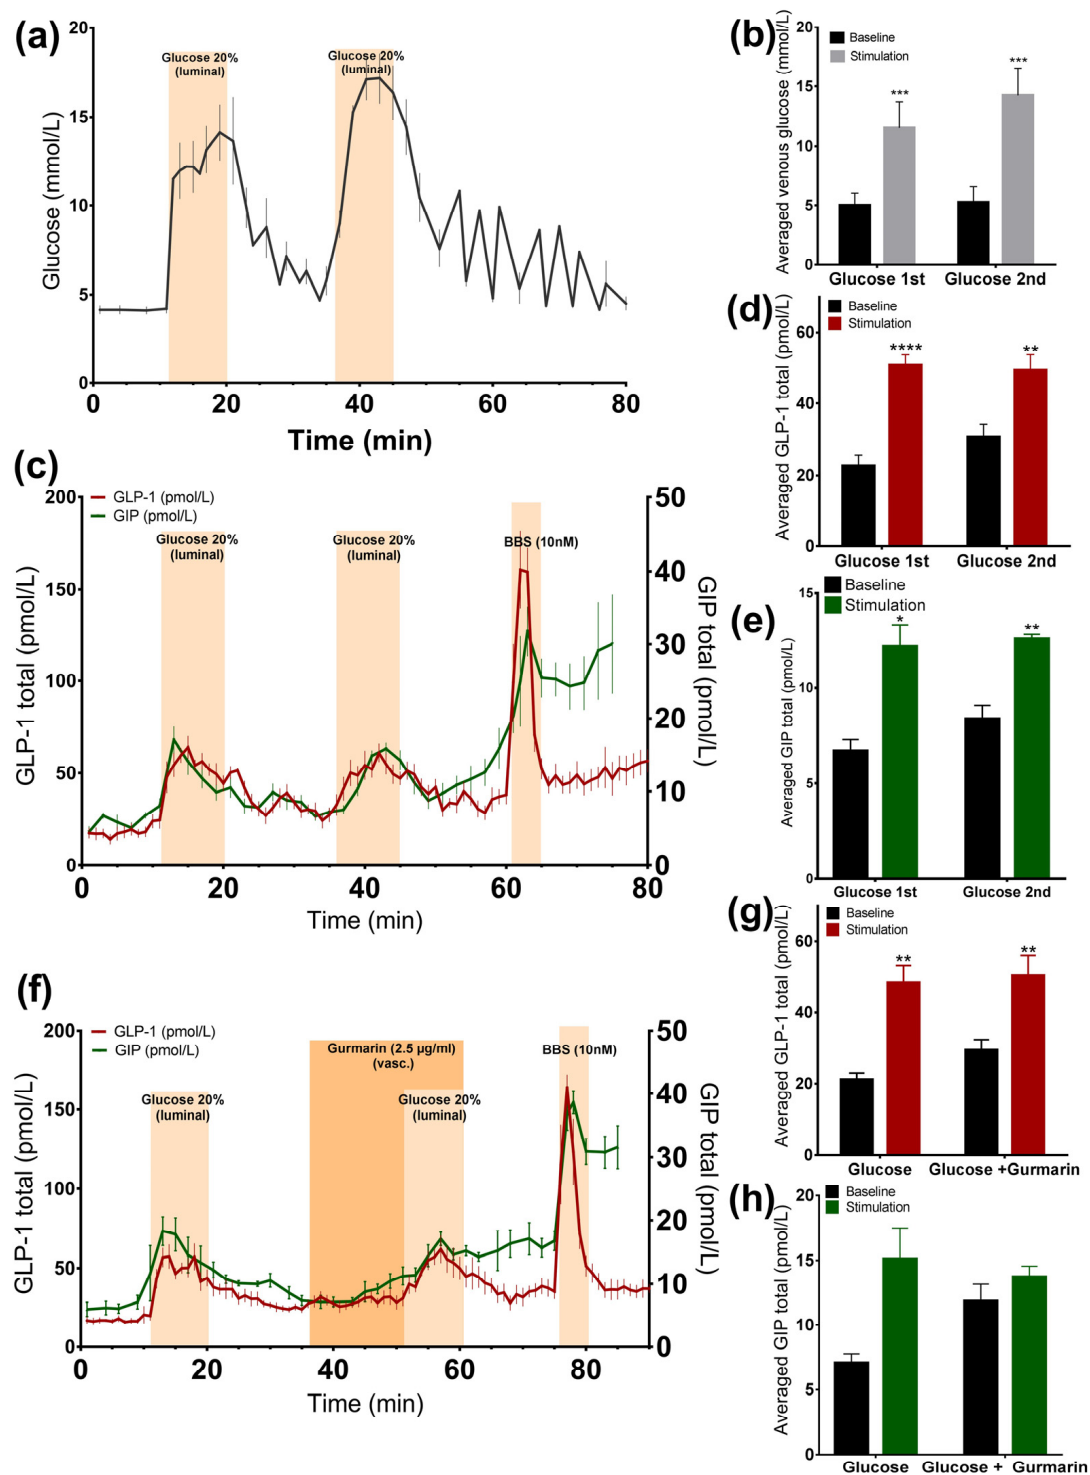 (a)
20
15
10
5
0
Glucose (mmol/L)
Glucose 20%
(luminal)
Glucose 20%
(luminal)
0 20 40 60 80
Time (min)
(b)
Baseline
Stimulation
Averaged venous glucose (mmol/L)
20
15
10
5
0
***
***
Glucose 1st Glucose 2nd
(c)
GLP-1 (pmol/L)
GIP (pmol/L)
GLP-1 total (pmol/L)
200
150
100
50
0
Glucose 20%
(luminal)
Glucose 20%
(luminal)
BBS (10nM)
50
40
30
20
10
0
GIP total (pmol/L)
0 20 40 60 80
Time (min)
(d)
Baseline
Stimulation
Averaged GLP-1 total (pmol/L)
60
40
20
0
****
**
Glucose 1st Glucose 2nd
(e)
Baseline
Stimulation
Averaged GIP total (pmol/L)
15
10
5
0
*
**
Glucose 1st Glucose 2nd
(f)
GLP-1 (pmol/L)
GIP (pmol/L)
GLP-1 total (pmol/L)
200
150
100
50
0
Glucose 20%
(luminal)
Gurmarin (2.5 µg/ml)
(vasc.)
Glucose 20%
(luminal)
BBS (10nM)
50
40
30
20
10
0
GIP total (pmol/L)
0 20 40 60 80
Time (min)
(g)
Baseline
Stimulation
Averaged GLP-1 total (pmol/L)
60
40
20
0
**
**
Glucose Glucose +Gurmarin
(h)
Baseline
Stimulation
Averaged GIP total (pmol/L)
20
15
10
5
0
Glucose Glucose + Gurmarin